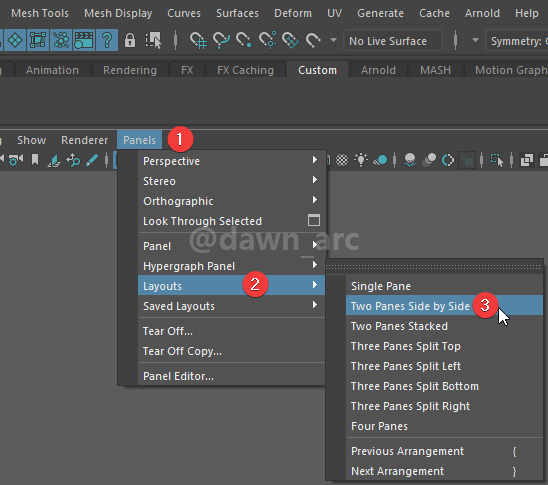 Mesh Tools Mesh Display Curves Surfaces Deform UV Generate Cache Arnold Help
No Live Surface Symmetry:
Animation Rendering FX FX Caching Custom Arnold MASH Motion Graph
Show Renderer Panels 1
Perspective
Stereo
Orthographic
Look Through Selected
@dawn_arc
Panel
Hypergraph Panel
Layouts 2
Saved Layouts
Tear Off...
Tear Off Copy...
Panel Editor...
Single Pane
Two Panes Side by Side 3
Two Panes Stacked
Three Panes Split Top
Three Panes Split Left
Three Panes Split Bottom
Three Panes Split Right
Four Panes
Previous Arrangement {
Next Arrangement }